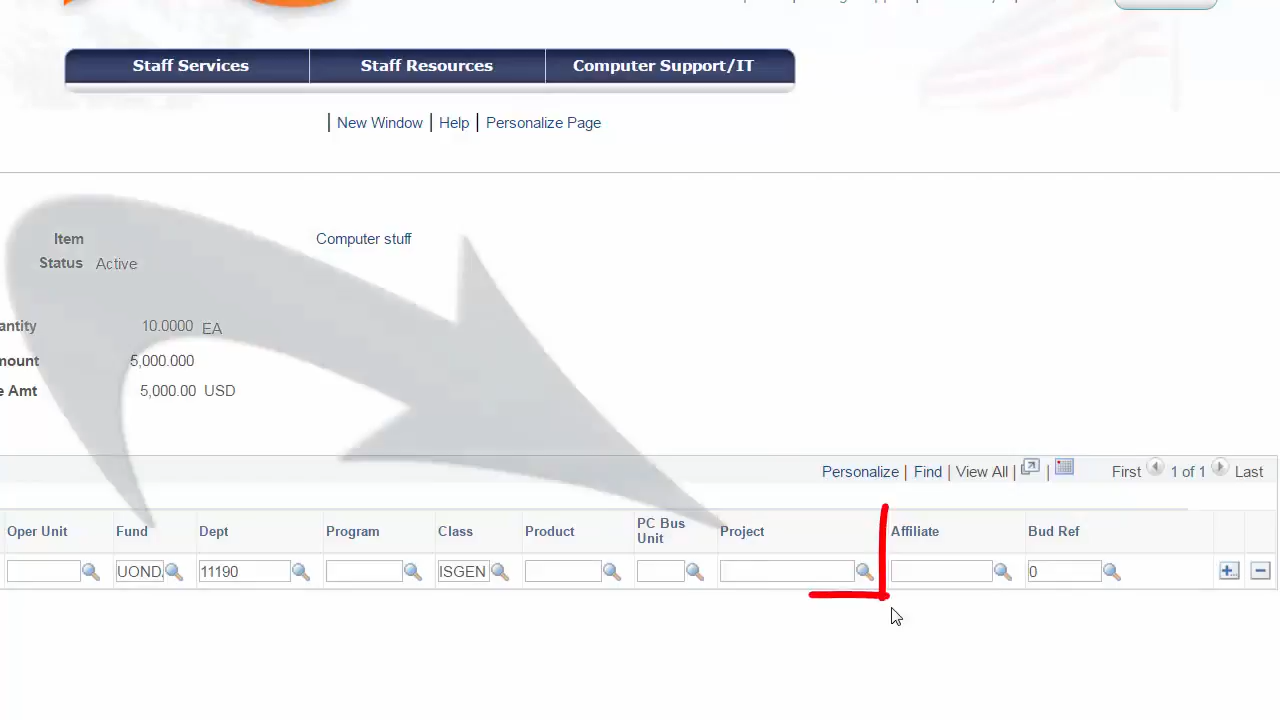 Staff Services Staff Resources Computer Support/IT
New Window Help Personalize Page
Item Computer stuff
Status Active
antity 10.0000 EA
mount 5,000.000
e Amt 5,000.00 USD
Personalize | Find | View All | | First 1 of 1 Last
Oper Unit Fund Dept Program Class Product PC Bus Unit Project Affiliate Bud Ref
UOND 11190 ISGEN 0